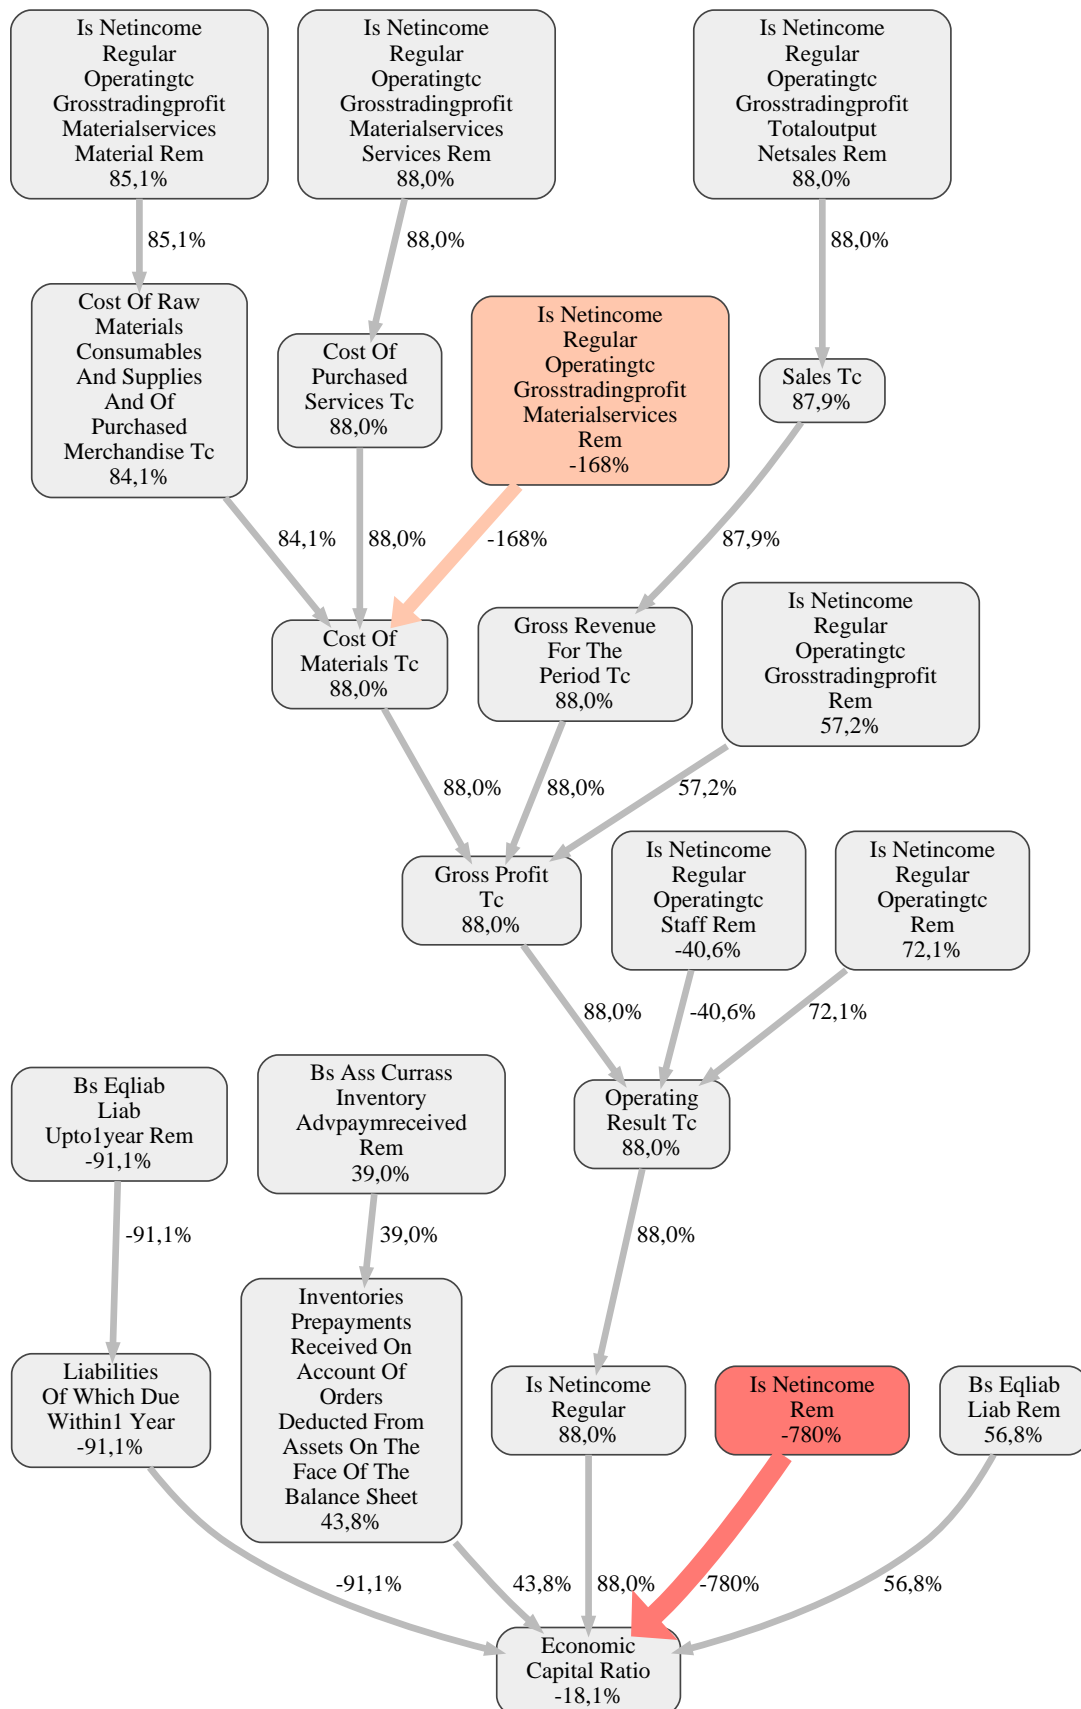 Is Netincome
Regular
Operatingtc
Grosstradingprofit
Materialservices
Material Rem
85,1%
Is Netincome
Regular
Operatingtc
Grosstradingprofit
Materialservices
Services Rem
88,0%
Is Netincome
Regular
Operatingtc
Grosstradingprofit
Totaloutput
Netsales Rem
88,0%
85,1%
88,0%
88,0%
Cost Of Raw
Materials
Consumables
And Supplies
And Of
Purchased
Merchandise Tc
84,1%
Cost Of
Purchased
Services Tc
88,0%
Is Netincome
Regular
Operatingtc
Grosstradingprofit
Materialservices
Rem
-168%
Sales Tc
87,9%
84,1%
88,0%
-168%
87,9%
Cost Of
Materials Tc
88,0%
Gross Revenue
For The
Period Tc
88,0%
Is Netincome
Regular
Operatingtc
Grosstradingprofit
Rem
57,2%
88,0%
88,0%
57,2%
Gross Profit
Tc
88,0%
Is Netincome
Regular
Operatingtc
Staff Rem
-40,6%
Is Netincome
Regular
Operatingtc
Rem
72,1%
88,0%
-40,6%
72,1%
Bs Eqliab
Liab
Upto1year Rem
-91,1%
Bs Ass Currass
Inventory
Advpaymreceived
Rem
39,0%
Operating
Result Tc
88,0%
-91,1%
39,0%
88,0%
Liabilities
Of Which Due
Within1 Year
-91,1%
Inventories
Prepayments
Received On
Account Of
Orders
Deducted From
Assets On The
Face Of The
Balance Sheet
43,8%
Is Netincome
Regular
88,0%
Is Netincome
Rem
-780%
Bs Eqliab
Liab Rem
56,8%
-91,1%
43,8%
88,0%
-780%
56,8%
Economic
Capital Ratio
-18,1%